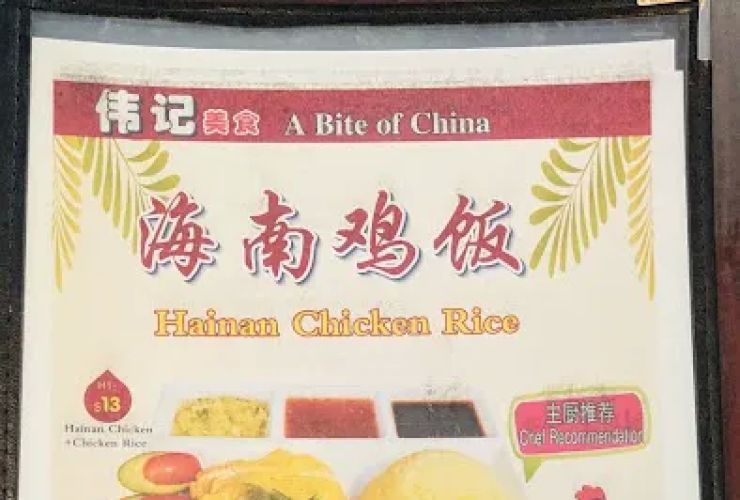 伟记美食 A Bite of China
海南鸡饭
Hainan Chicken Rice
H1-
$13
Hainan Chicken
+Chicken Rice
主厨推荐
Chef Recommendation